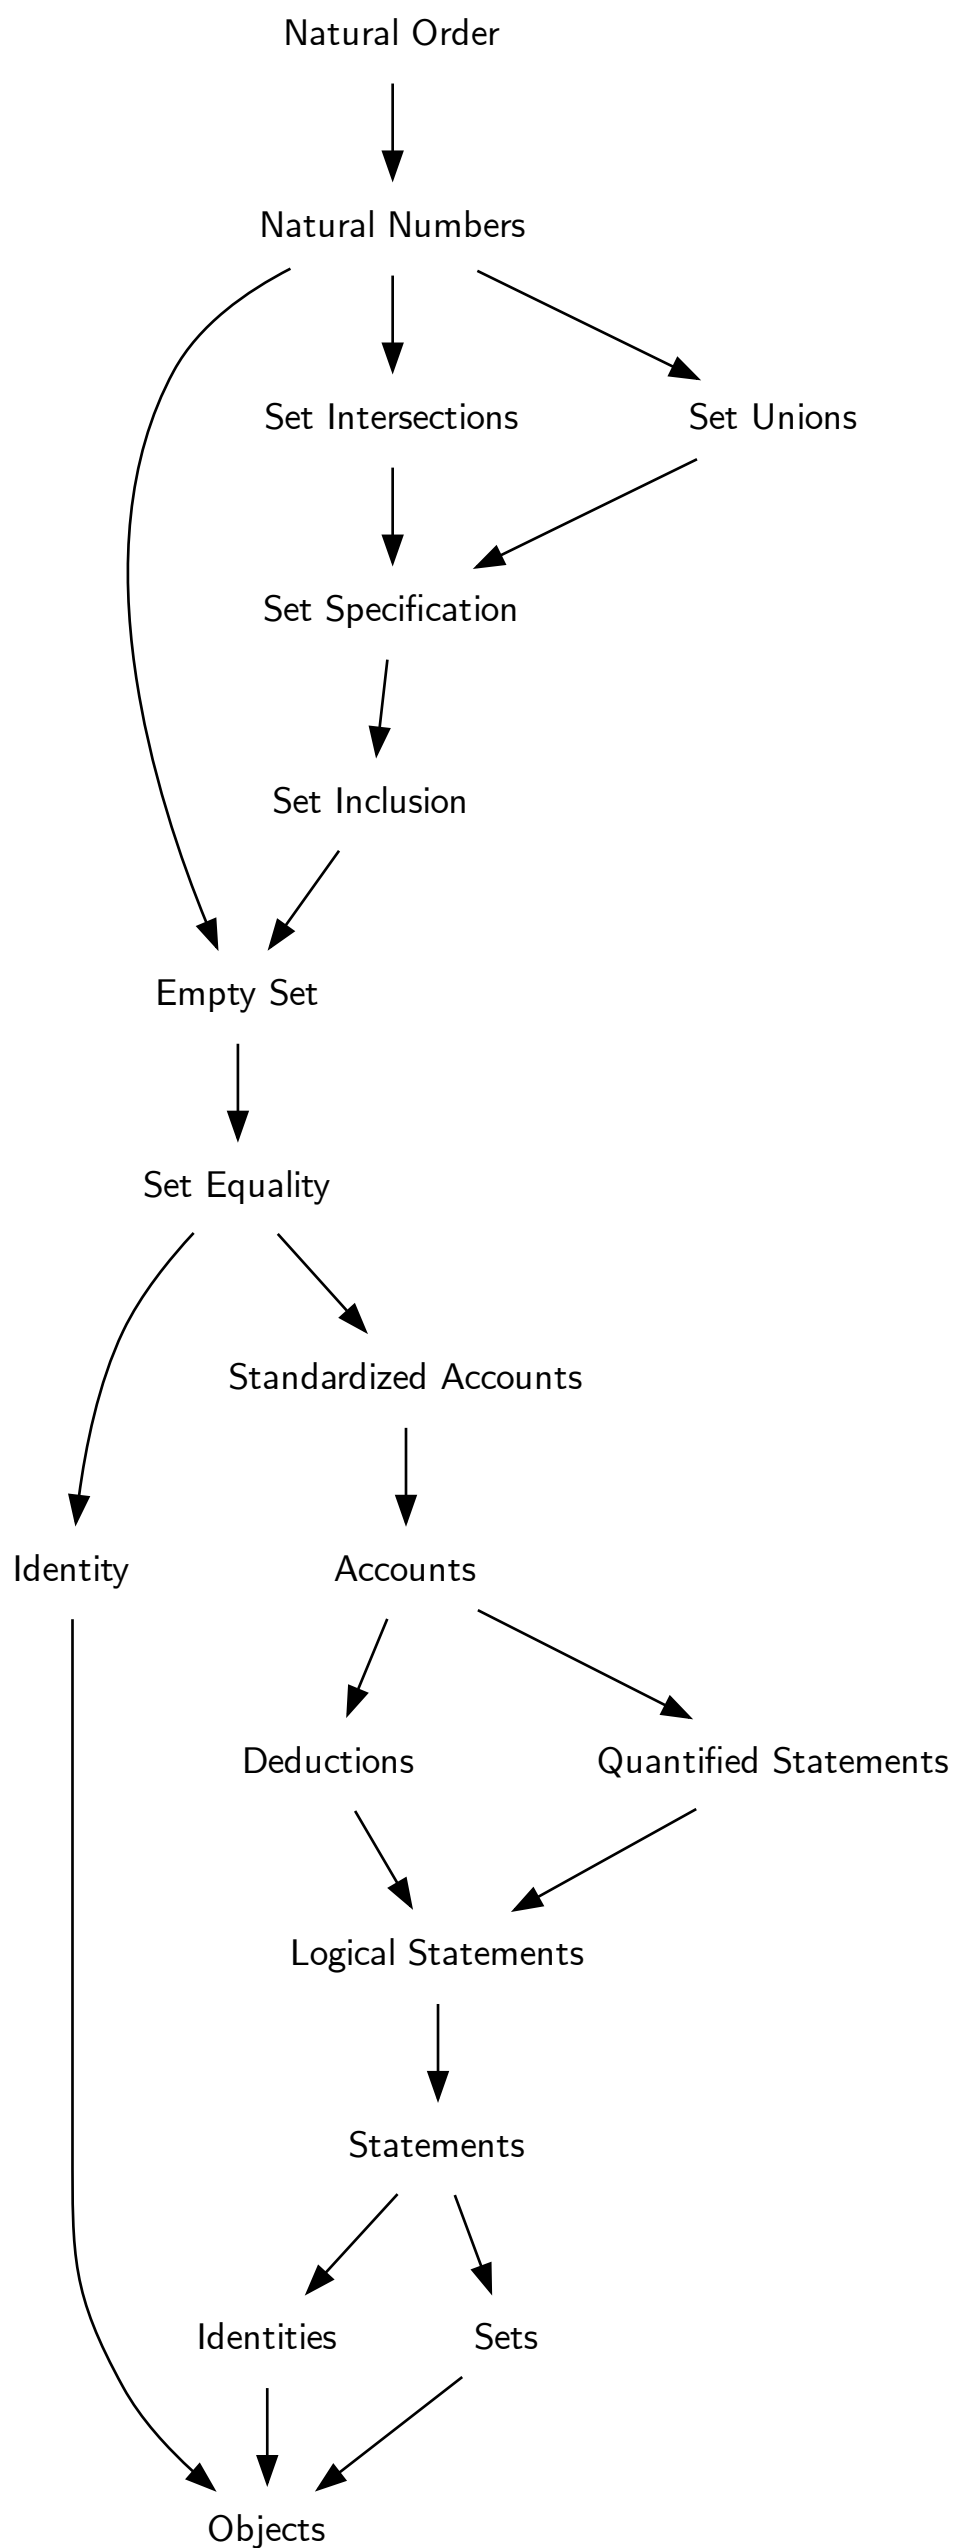 Natural Order
Natural Numbers
Set Intersections
Set Unions
Set Specification
Set Inclusion
Empty Set
Set Equality
Standardized Accounts
Identity
Accounts
Deductions
Quantified Statements
Logical Statements
Statements
Identities
Sets
Objects